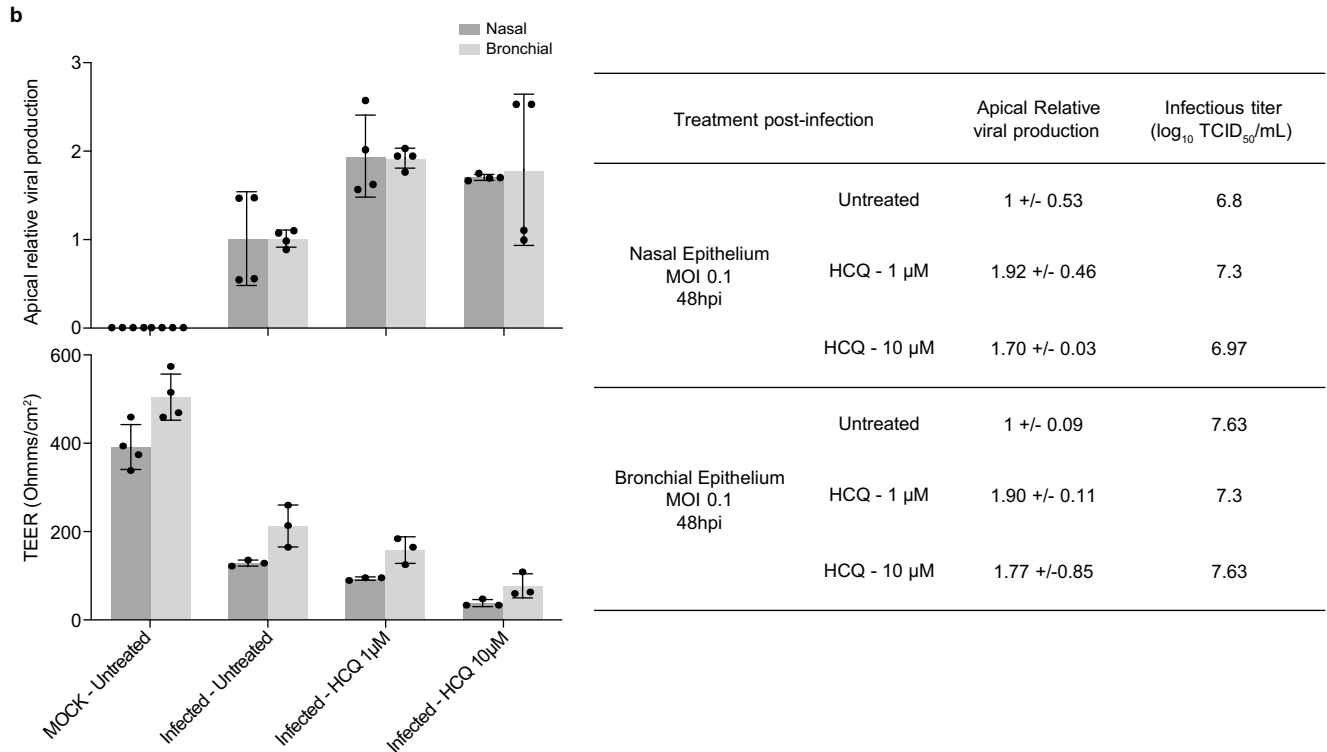 b
Nasal
Bronchial
Apical relative viral production
3
2
1
0
TEER (Ohmms/cm²)
600
400
200
0
MOCK - Untreated
Infected - Untreated
Infected - HCQ 1µM
Infected - HCQ 10µM
Treatment post-infection
Apical Relative
viral production
Infectious titer
(log₁₀ TCID₅₀/mL)
Nasal Epithelium
MOI 0.1
48hpi
Untreated 1 +/- 0.53 6.8
HCQ - 1 µM 1.92 +/- 0.46 7.3
HCQ - 10 µM 1.70 +/- 0.03 6.97
Bronchial Epithelium
MOI 0.1
48hpi
Untreated 1 +/- 0.09 7.63
HCQ - 1 µM 1.90 +/- 0.11 7.3
HCQ - 10 µM 1.77 +/-0.85 7.63